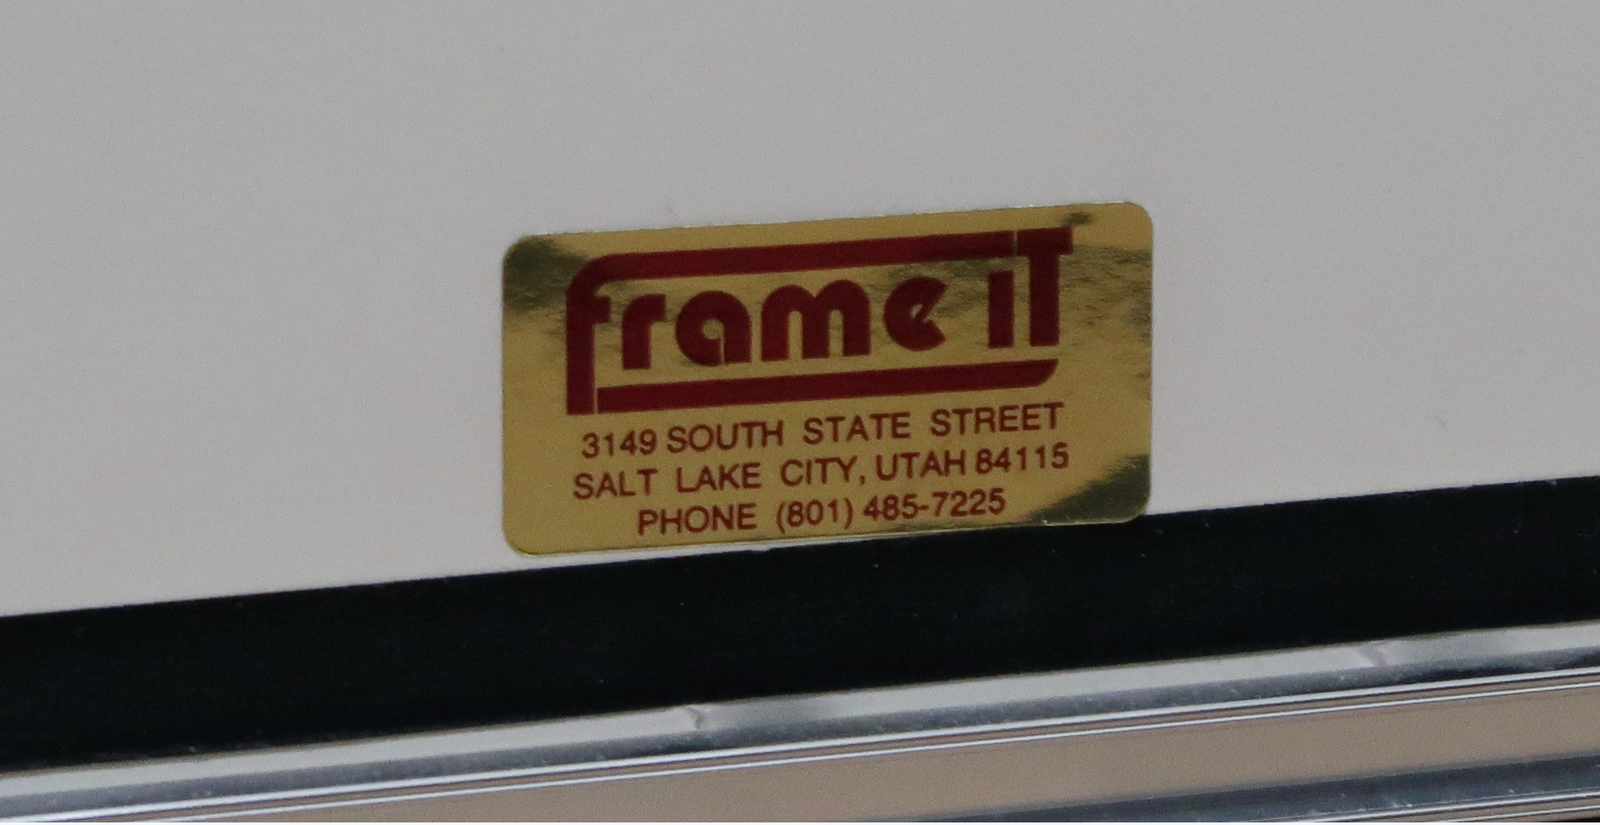 frame iT
3149 SOUTH STATE STREET
SALT LAKE CITY, UTAH 84115
PHONE (801) 485-7225